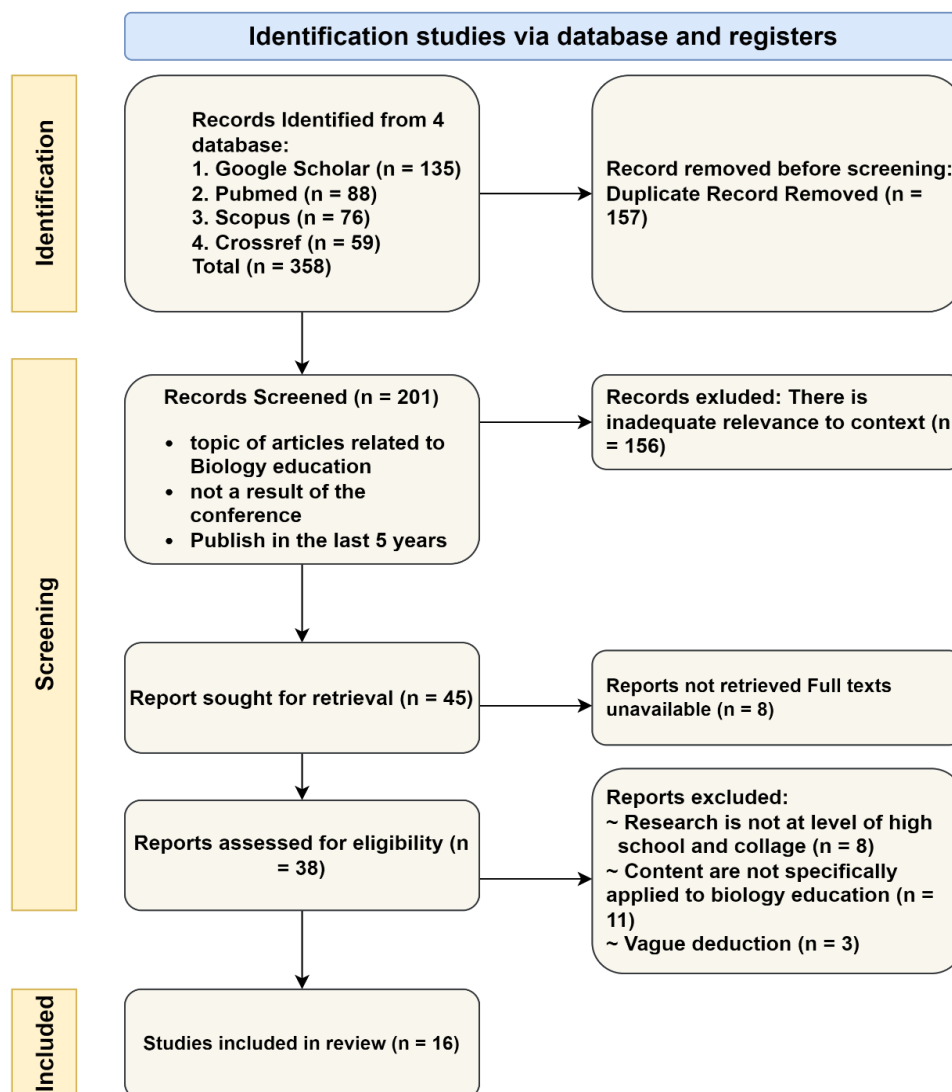 Identification studies via database and registers
Identification
Records Identified from 4
database:
1. Google Scholar (n = 135)
2. Pubmed (n = 88)
3. Scopus (n = 76)
4. Crossref (n = 59)
Total (n = 358)
Record removed before screening:
Duplicate Record Removed (n =
157)
Screening
Records Screened (n = 201)
• topic of articles related to
Biology education
• not a result of the
conference
• Publish in the last 5 years
Records exluded: There is
inadequate relevance to context (n
= 156)
Report sought for retrieval (n = 45)
Reports not retrieved Full texts
unavailable (n = 8)
Reports assessed for eligibility (n
= 38)
Reports excluded:
~ Research is not at level of high
school and collage (n = 8)
~ Content are not specifically
applied to biology education (n =
11)
~ Vague deduction (n = 3)
Included
Studies included in review (n = 16)